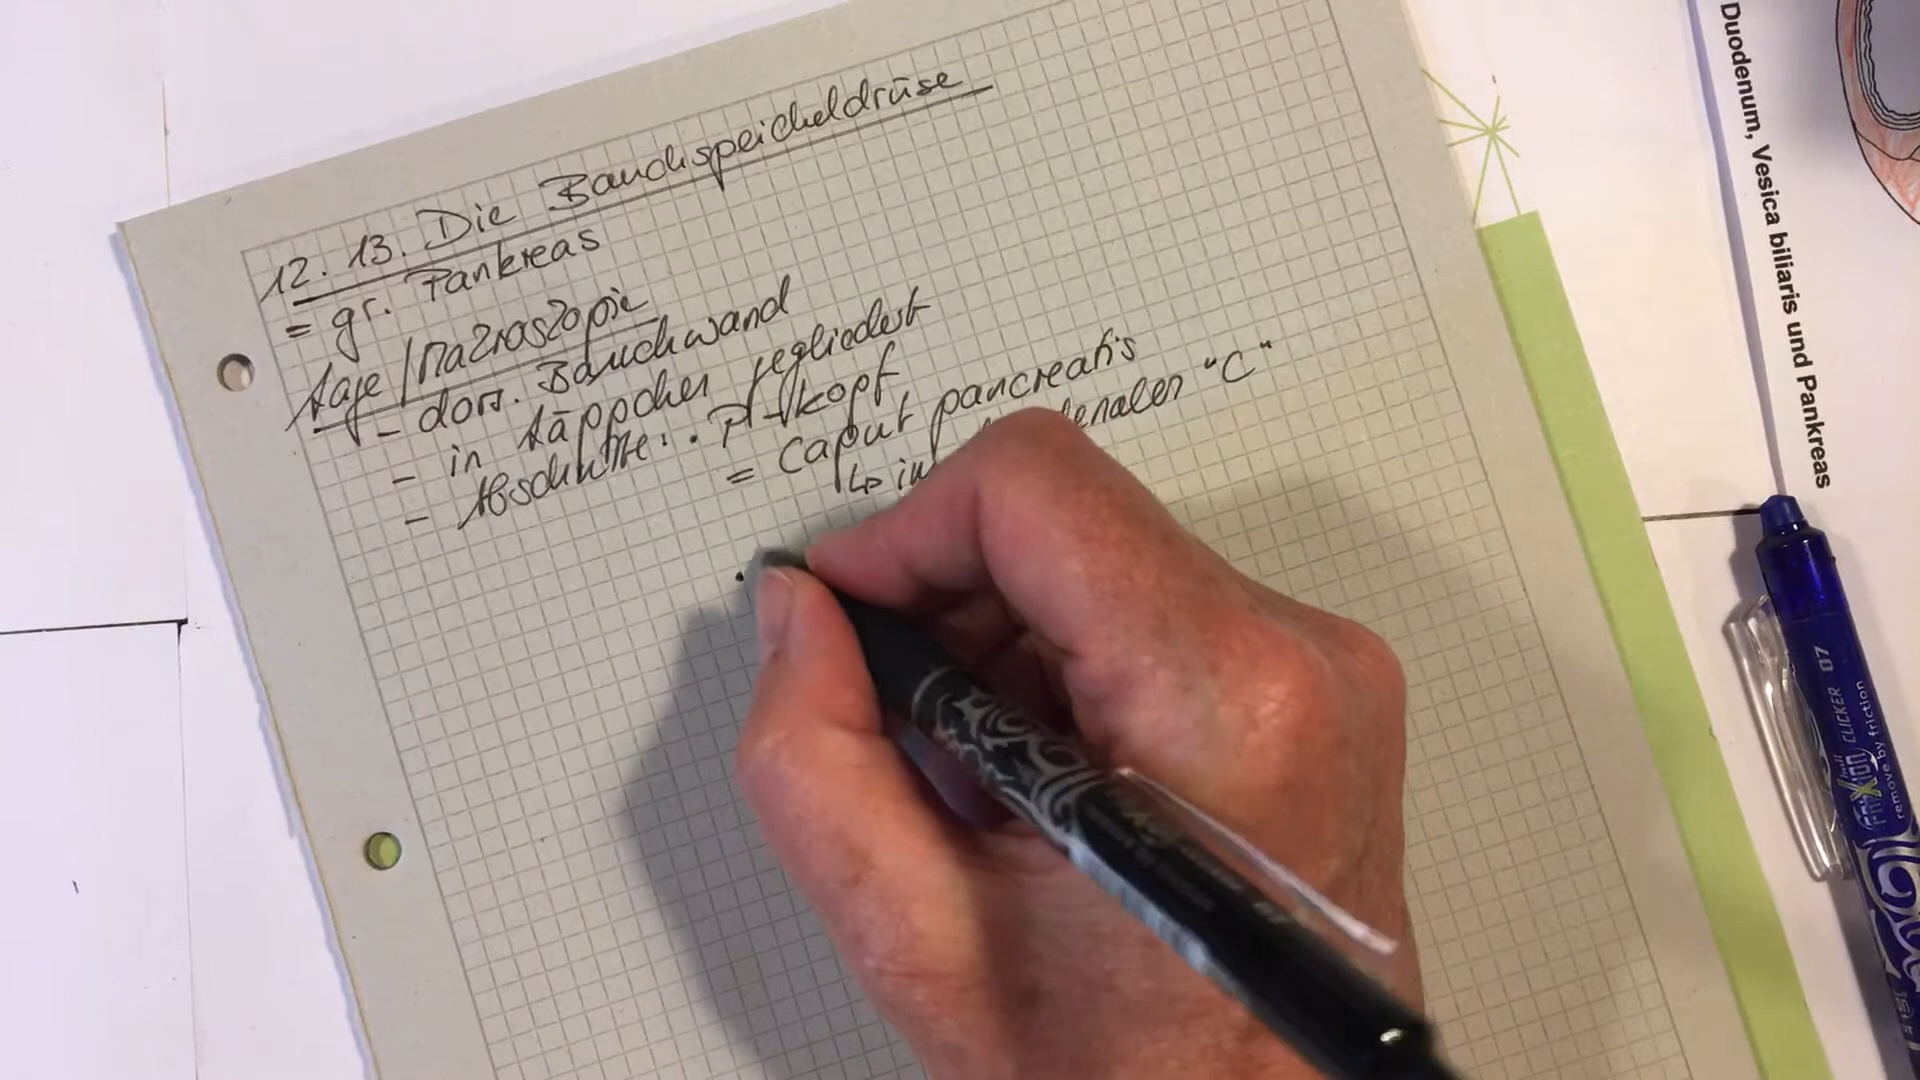 12.13. Die Bauchspeicheldrüse
= gr. Pankreas
Lage / Makroskopie
- dors. Bauchwand
- in Läppchen gegliedert
- Abschnitte: • P-kopf
= Caput pancreatis
↳ in "C"
•
Duodenum, Vesica biliaris und Pankreas
FRIXION CLICKER 07
remove by friction